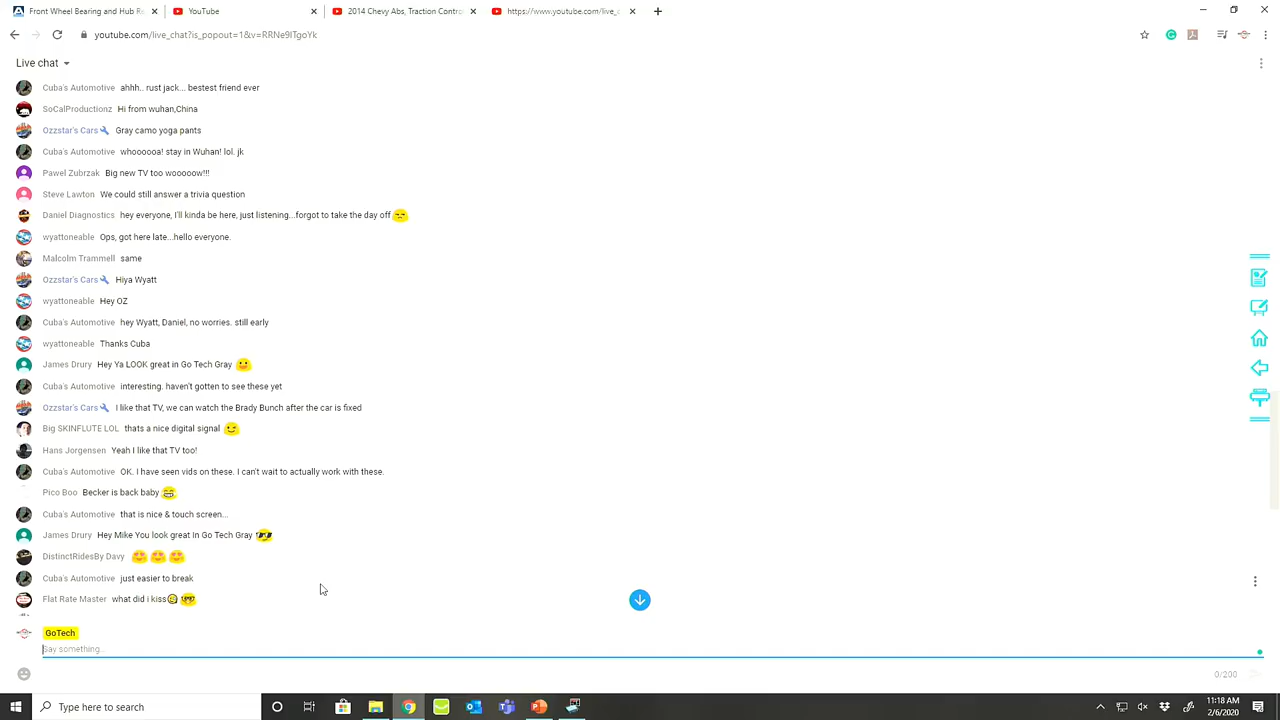 Front Wheel Bearing and Hub Re
YouTube
2014 Chevy Abs, Traction Contro
https://www.youtube.com/live_c
youtube.com/live_chat?is_popout=1&v=RRNe9ITgoYk
Live chat
Cuba's Automotive ahhh.. rust jack... bestest friend ever
SoCalProductionz Hi from wuhan,China
Ozzstar's Cars Gray camo yoga pants
Cuba's Automotive whoooooa! stay in Wuhan! lol. jk
Pawel Zubrzak Big new TV too wooooow!!!
Steve Lawton We could still answer a trivia question
Daniel Diagnostics hey everyone, I'll kinda be here, just listening...forgot to take the day off
wyattoneable Ops, got here late...hello everyone.
Malcolm Trammell same
Ozzstar's Cars Hiya Wyatt
wyattoneable Hey OZ
Cuba's Automotive hey Wyatt, Daniel, no worries. still early
wyattoneable Thanks Cuba
James Drury Hey Ya LOOK great in Go Tech Gray
Cuba's Automotive interesting. haven't gotten to see these yet
Ozzstar's Cars I like that TV, we can watch the Brady Bunch after the car is fixed
Big SKINFLUTE LOL thats a nice digital signal
Hans Jorgensen Yeah I like that TV too!
Cuba's Automotive OK. I have seen vids on these. I can't wait to actually work with these.
Pico Boo Becker is back baby
Cuba's Automotive that is nice & touch screen...
James Drury Hey Mike You look great In Go Tech Gray
DistinctRidesBy Davy
Cuba's Automotive just easier to break
Flat Rate Master what did i kiss
GoTech
Say something...
0/200
Type here to search
11:18 AM
2/6/2020